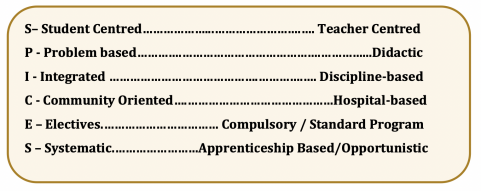 S– Student Centred…………………………………………… Teacher Centred
P - Problem based………………………………………………………Didactic
I - Integrated ………………………………………………… Discipline-based
C - Community Oriented……………………………………Hospital-based
E – Electives………………………… Compulsory / Standard Program
S – Systematic……………………Apprenticeship Based/Opportunistic